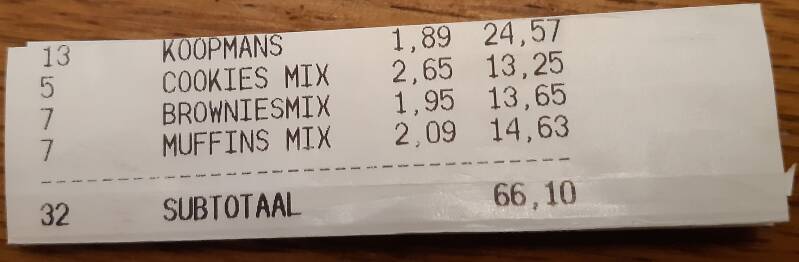 13 KOOPMANS 1,89 24,57
5 COOKIES MIX 2,65 13,25
7 BROWNIESMIX 1,95 13,65
7 MUFFINS MIX 2,09 14,63
--------------------------------------
32 SUBTOTAAL 66,10